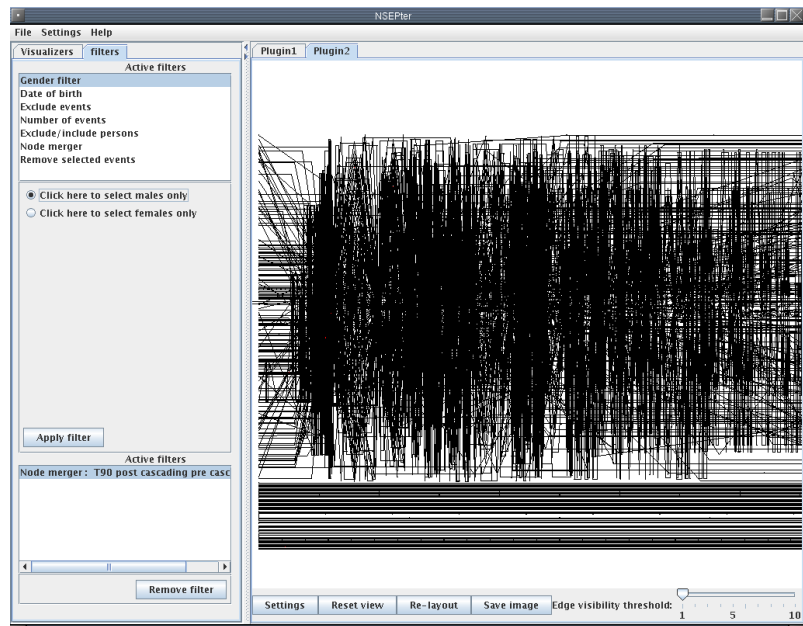 NSEPter
File Settings Help
Visualizers filters
Plugin1 Plugin2
Active filters
Gender filter
Date of birth
Exclude events
Number of events
Exclude/include persons
Node merger
Remove selected events
Click here to select males only
Click here to select females only
Apply filter
Active filters
Node merger: T90 post cascading pre casc
Remove filter
Settings Reset view Re-layout Save image Edge visibility threshold:
1 5 10